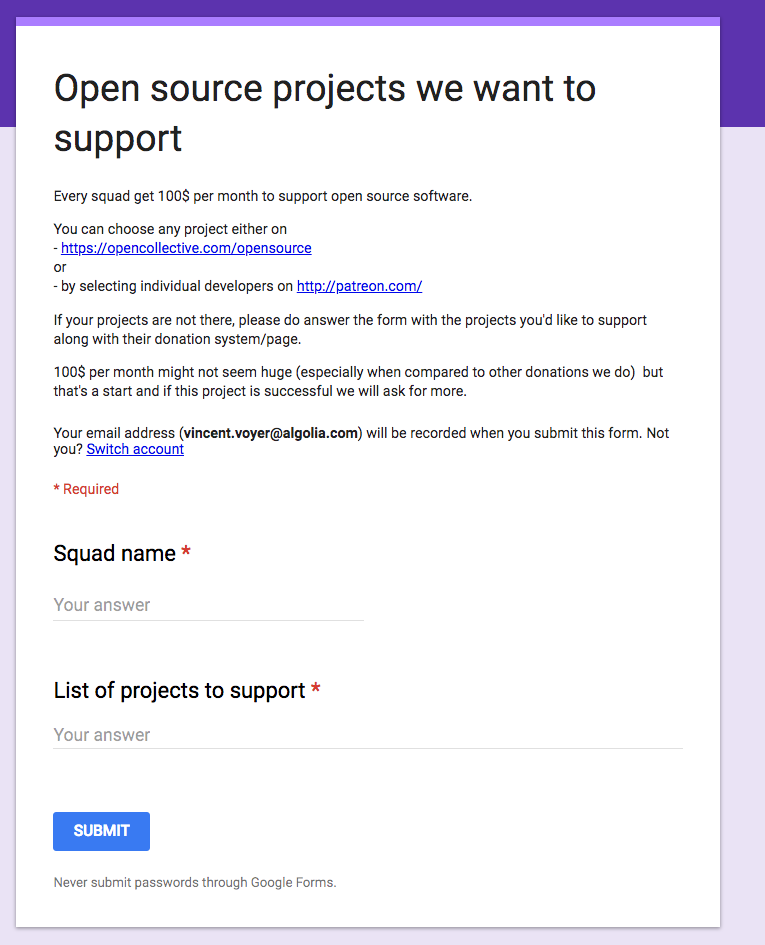 Open source projects we want to
support
Every squad get 100$ per month to support open source software.
You can choose any project either on
- https://opencollective.com/opensource
or
- by selecting individual developers on http://patreon.com/
If your projects are not there, please do answer the form with the projects you'd like to support
along with their donation system/page.
100$ per month might not seem huge (especially when compared to other donations we do)  but
that's a start and if this project is successful we will ask for more.
Your email address (vincent.voyer@algolia.com) will be recorded when you submit this form. Not
you? Switch account
* Required
Squad name *
Your answer
List of projects to support *
Your answer
SUBMIT
Never submit passwords through Google Forms.